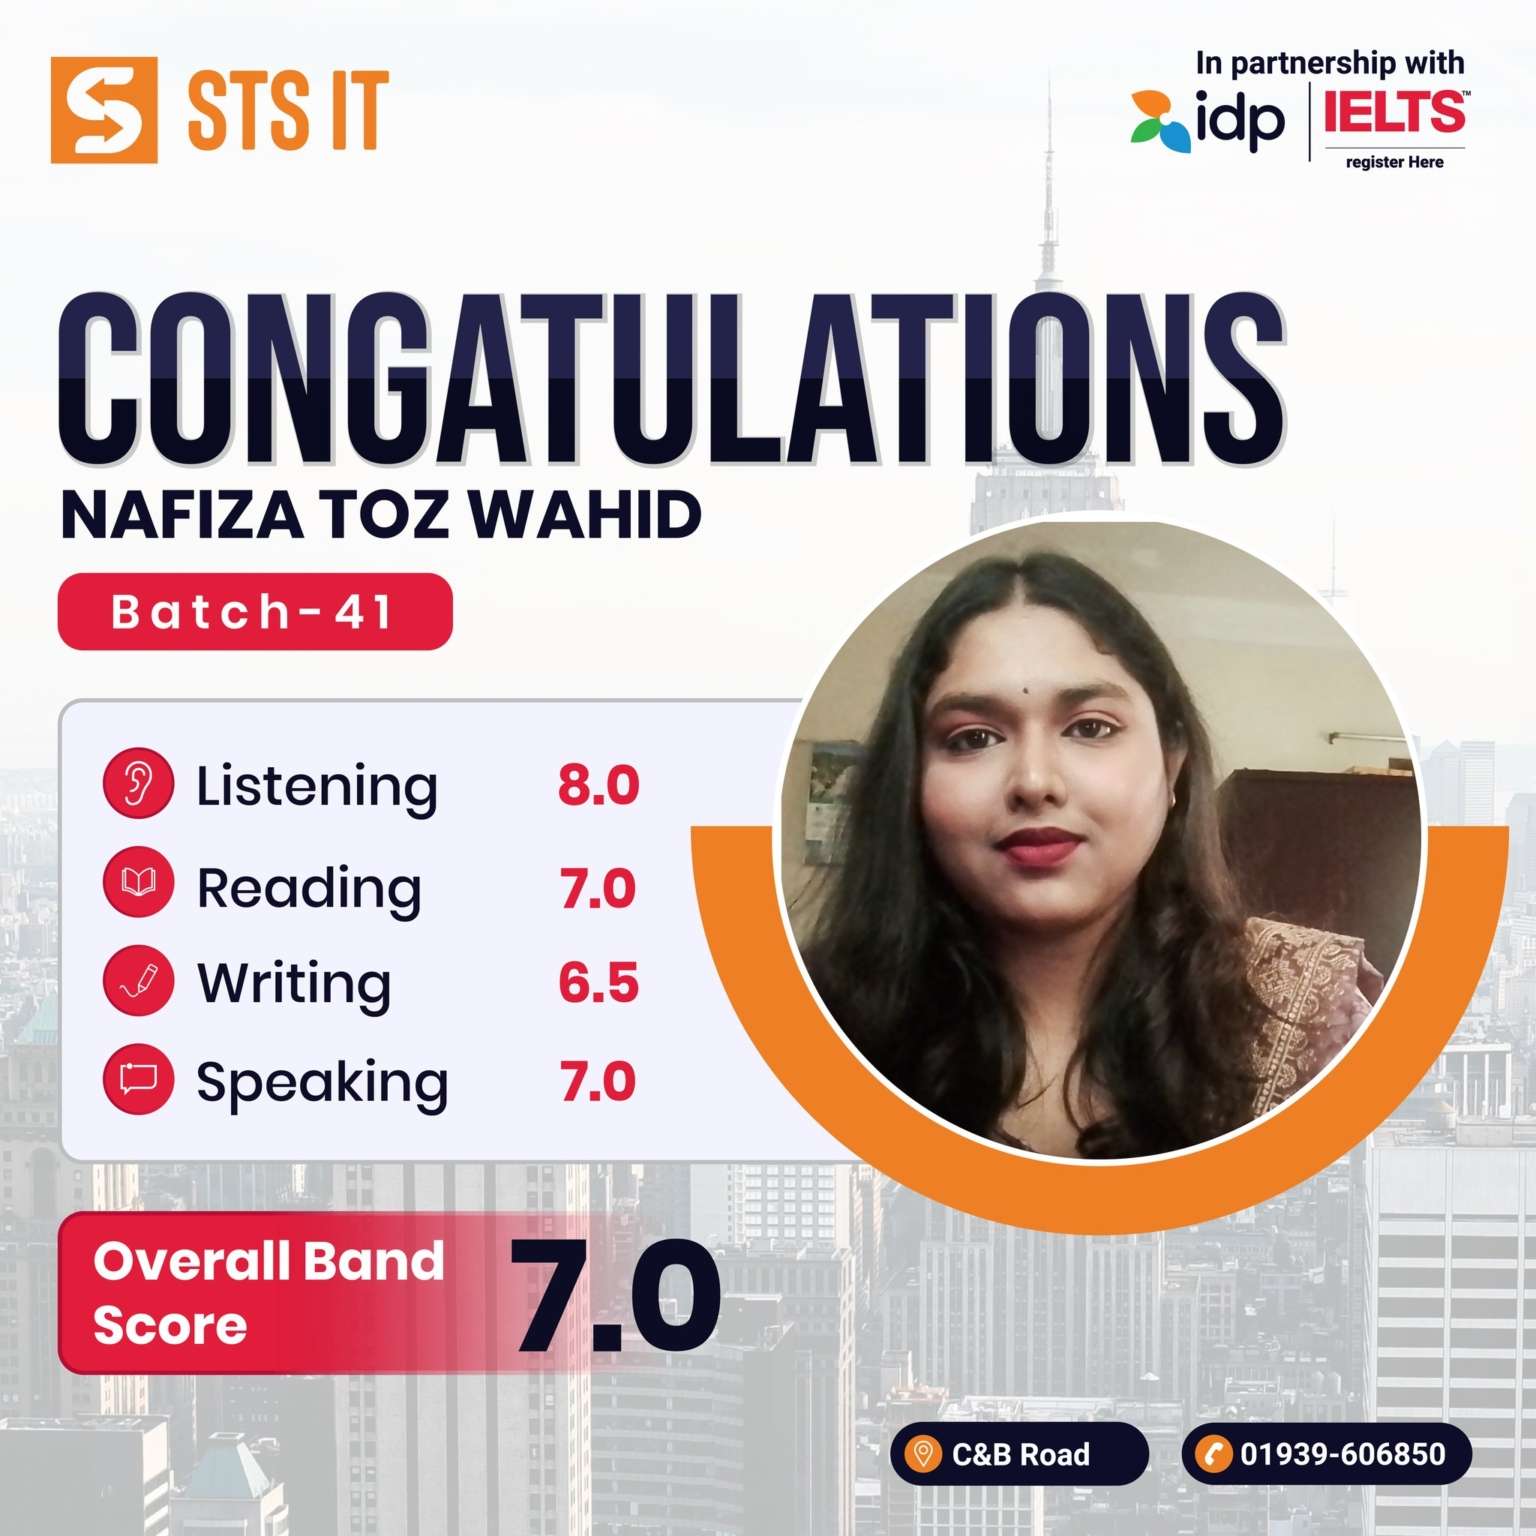 STS IT
In partnership with
idp IELTS™
register Here
CONGATULATIONS
NAFIZA TOZ WAHID
Batch-41
Listening 8.0
Reading 7.0
Writing 6.5
Speaking 7.0
Overall Band
Score
7.0
C&B Road
01939-606850